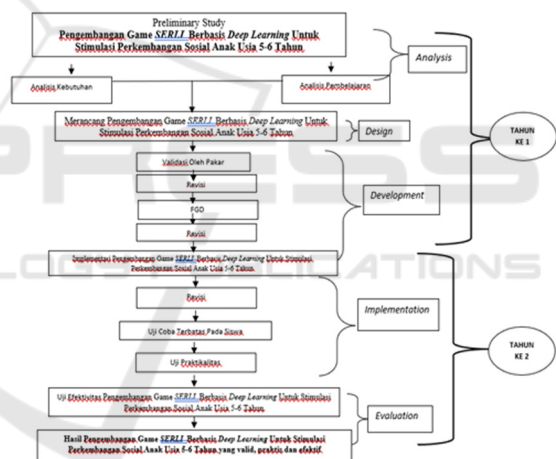 Preliminary Study
Pengembangan Game SERLI Berbasis Deep Learning Untuk
Stimulasi Perkembangan Sosial Anak Usia 5-6 Tahun
Analysis
Analisis Kebutuhan
Analisis Pembelajaran
Merancang Pengembangan Game SERLI Berbasis Deep Learning Untuk
Stimulasi Perkembangan Sosial Anak Usia 5-6 Tahun
Design
TAHUN
KE 1
Validasi Oleh Pakar
Revisi
Development
FGD
Revisi
Implementasi Pengembangan Game SERLI Berbasis Deep Learning Untuk Stimulasi
Perkembangan Sosial Anak Usia 5-6 Tahun
Revisi
Implementation
Uji Coba Terbatas Pada Siswa
TAHUN
KE 2
Uji Praktikalitas
Uji Efektivitas Pengembangan Game SERLI Berbasis Deep Learning Untuk Stimulasi
Perkembangan Sosial Anak Usia 5-6 Tahun
Evaluation
Hasil Pengembangan Game SERLI Berbasis Deep Learning Untuk Stimulasi
Perkembangan Sosial Anak Usia 5-6 Tahun yang valid, praktis dan efektif.